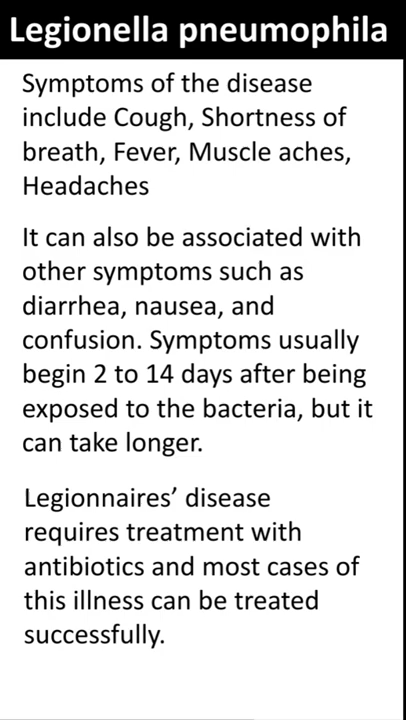 Legionella pneumophila
Symptoms of the disease
include Cough, Shortness of
breath, Fever, Muscle aches,
Headaches
It can also be associated with
other symptoms such as
diarrhea, nausea, and
confusion. Symptoms usually
begin 2 to 14 days after being
exposed to the bacteria, but it
can take longer.
Legionnaires’ disease
requires treatment with
antibiotics and most cases of
this illness can be treated
successfully.